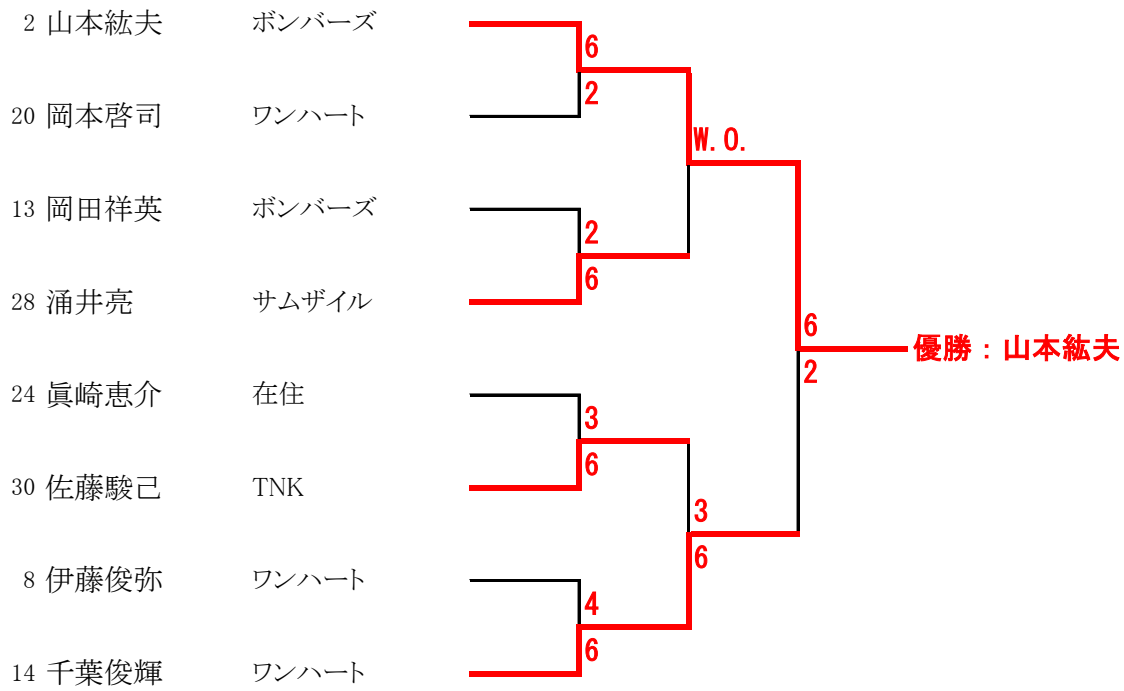 2 山本紘夫 ボンバーズ
6
2
20 岡本啓司 ワンハート
W.O.
13 岡田祥英 ボンバーズ
2
6
28 涌井亮 サムザイル
6
優勝：山本紘夫
2
24 眞崎恵介 在住
3
6
30 佐藤駿己 TNK
3
6
8 伊藤俊弥 ワンハート
4
6
14 千葉俊輝 ワンハート